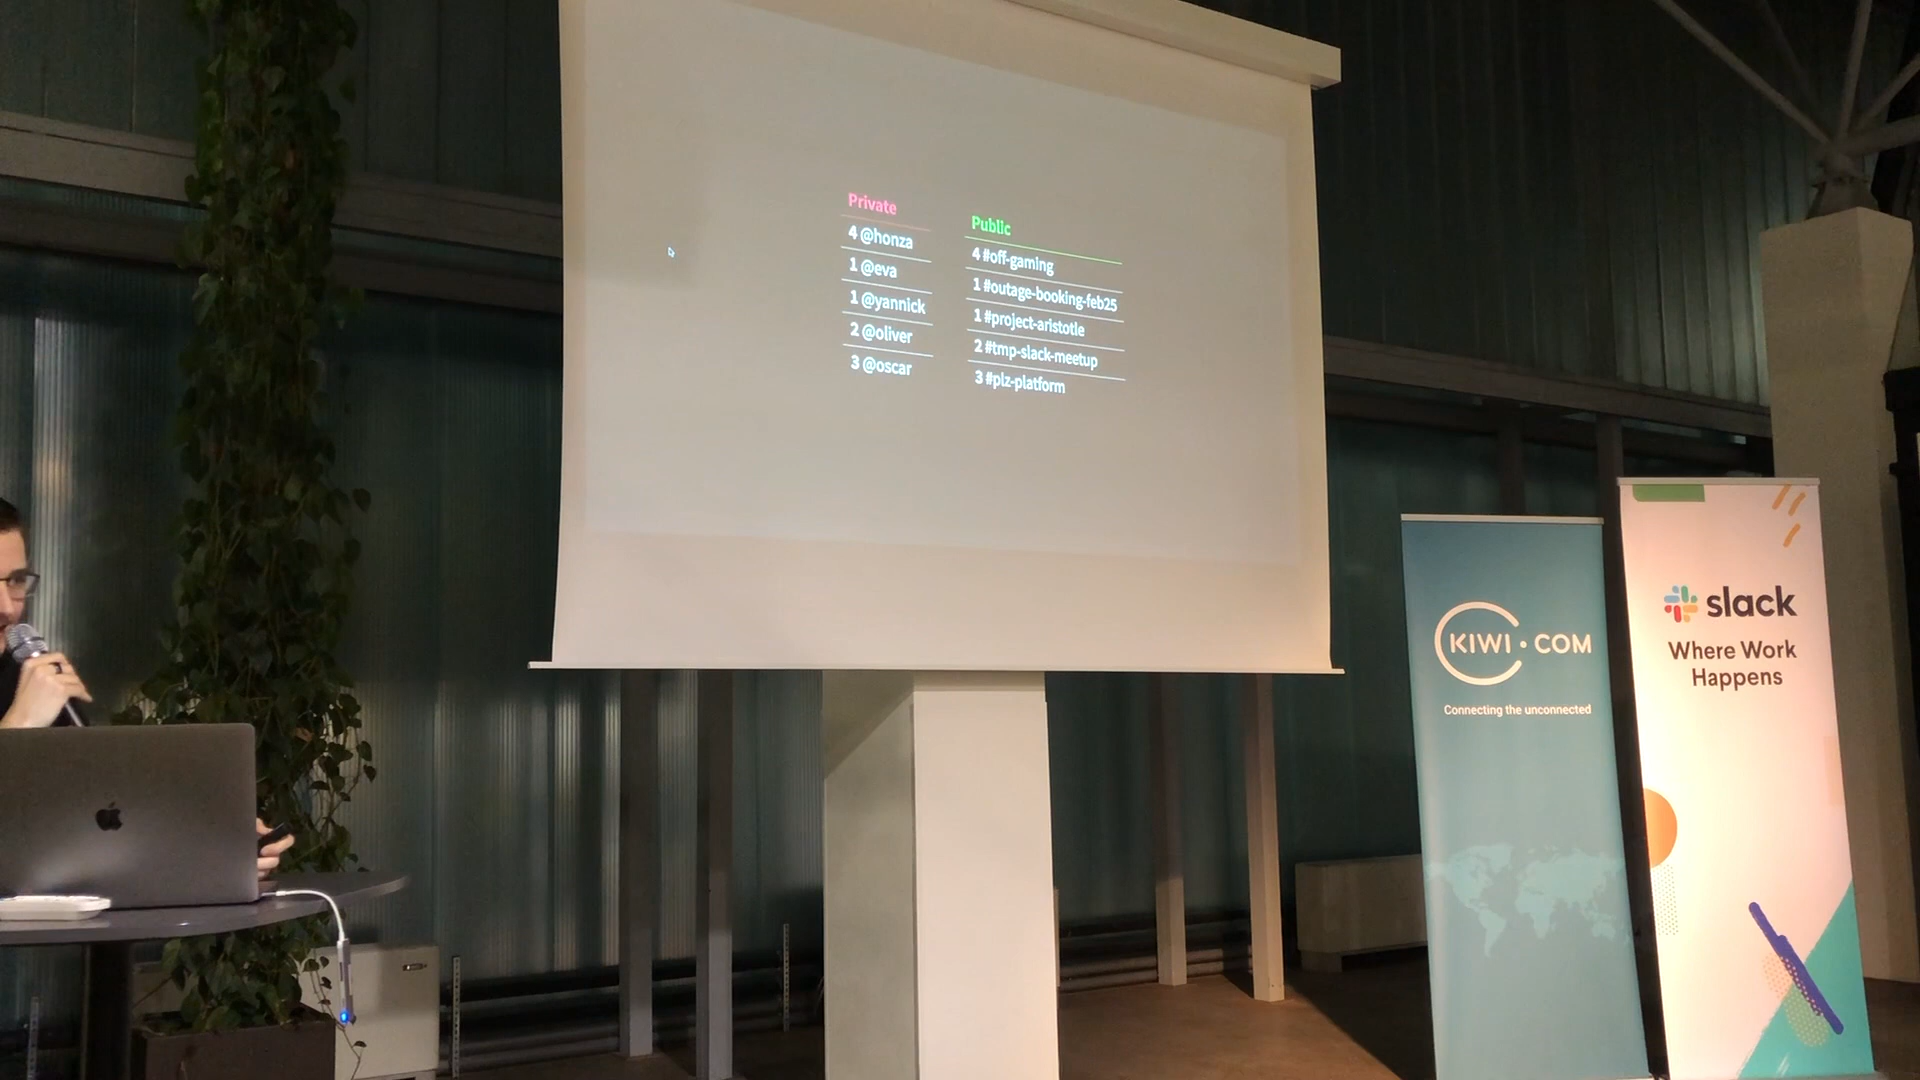 Private
4 @honza
1 @eva
1 @yannick
2 @oliver
3 @oscar
Public
4 #off-gaming
1 #outage-booking-feb25
1 #project-aristotle
2 #tmp-slack-meetup
3 #plz-platform
KIWI·COM
Connecting the unconnected
slack
Where Work
Happens